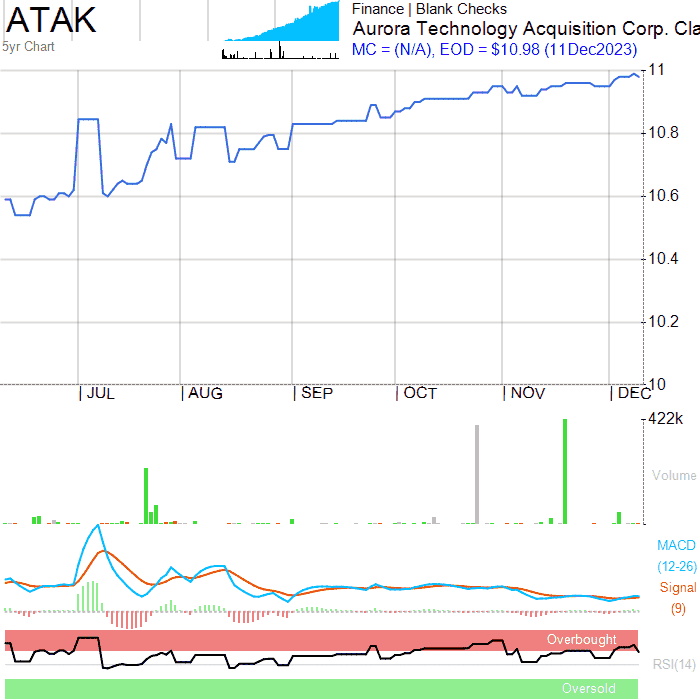 ATAK
5yr Chart
Finance | Blank Checks
Aurora Technology Acquisition Corp. Cla
MC = (N/A), EOD = $10.98 (11Dec2023)
11
10.8
10.6
10.4
10.2
10
| JUL | AUG | SEP | OCT | NOV | DEC
422k
Volume
MACD
(12-26)
Signal
(9)
Overbought
RSI(14)
Oversold